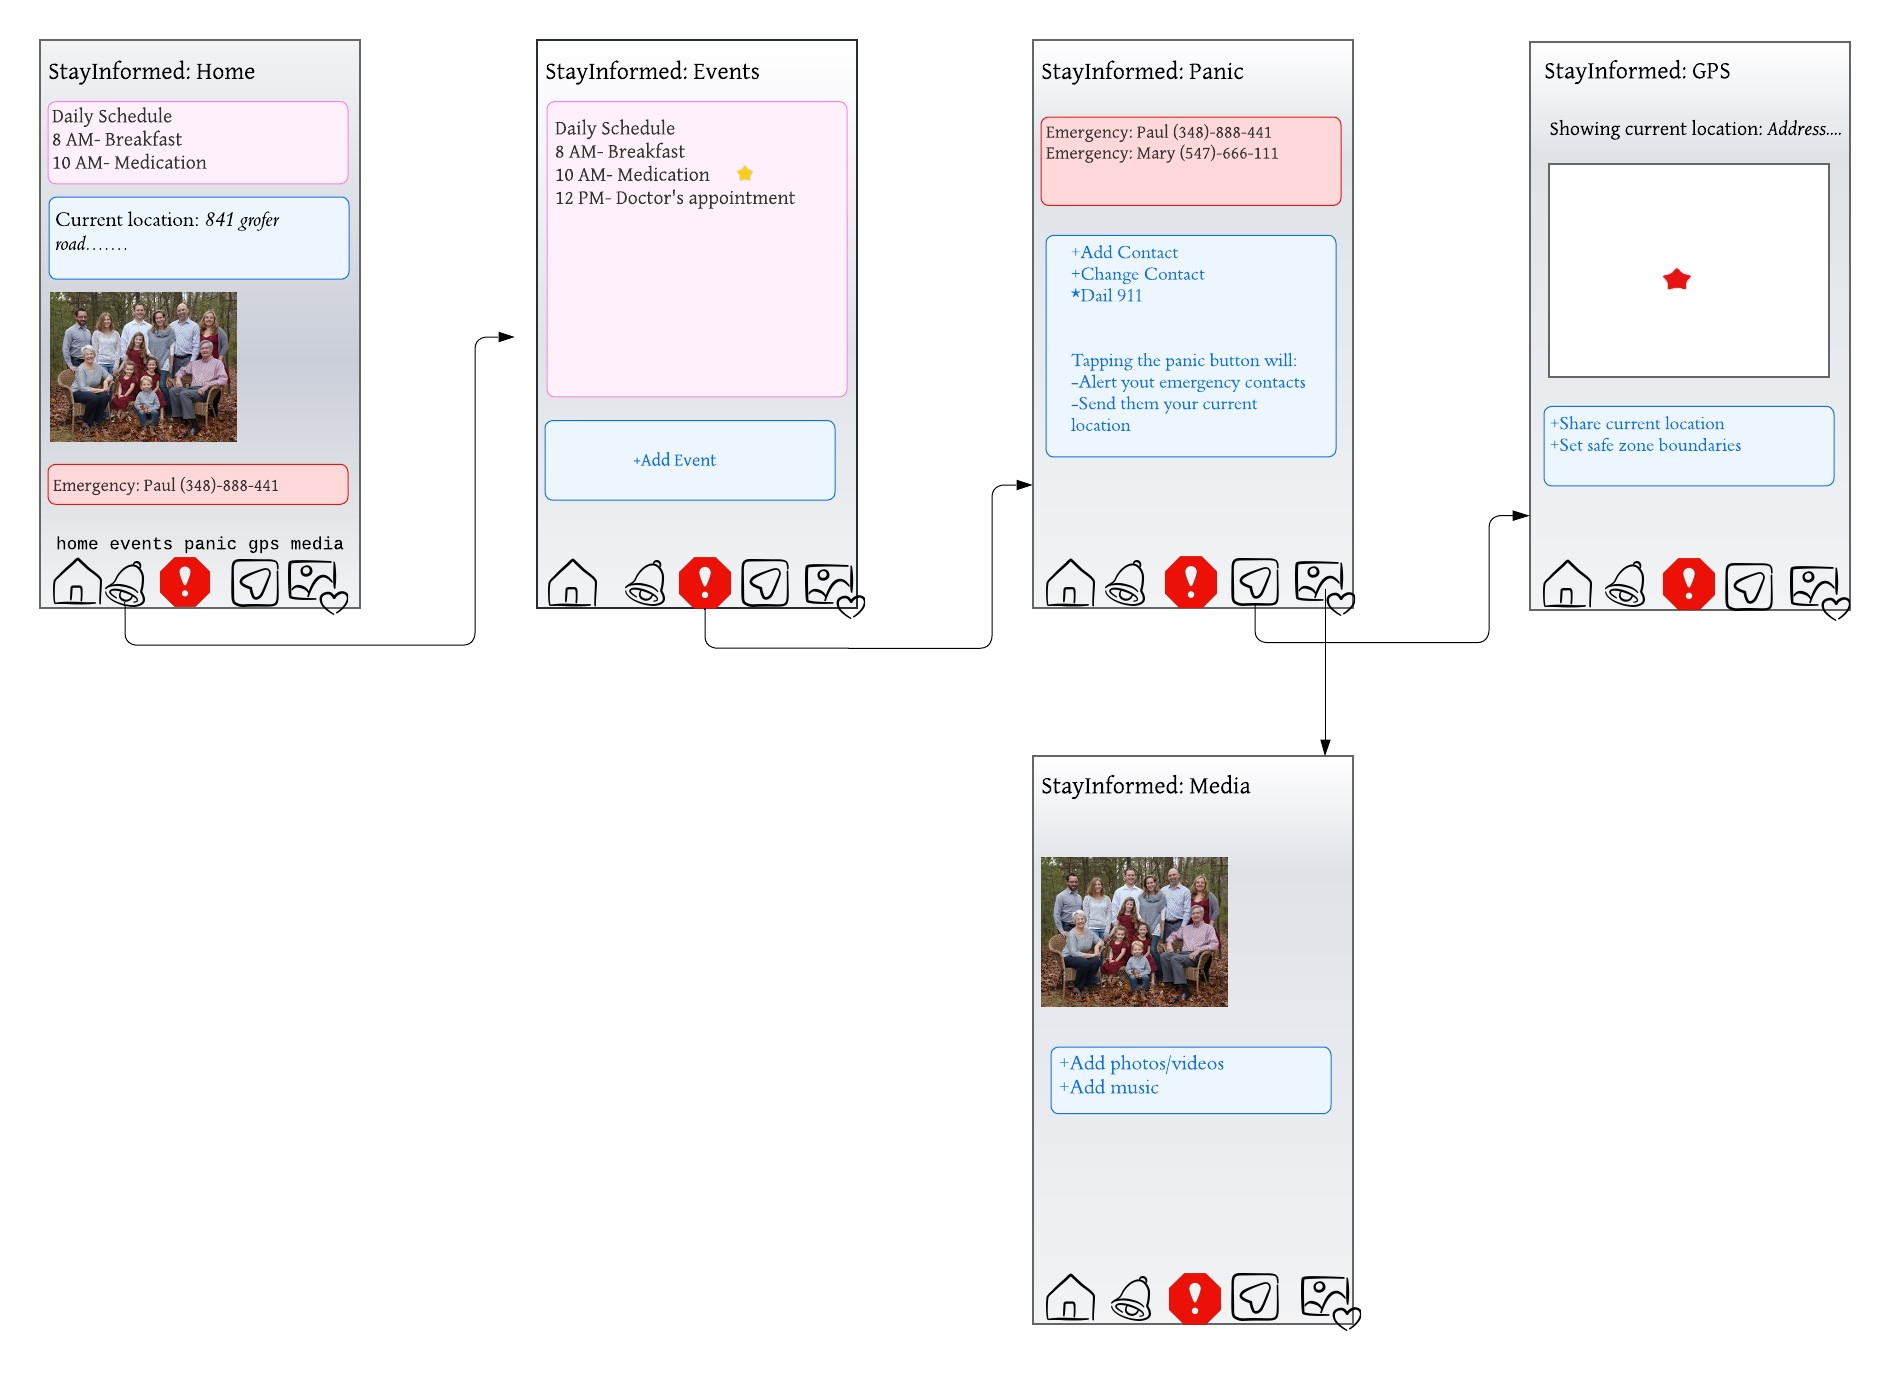 StayInformed: Home
Daily Schedule
8 AM- Breakfast
10 AM- Medication
Current location: 841 grofer
road.......
Emergency: Paul (348)-888-441
home events panic gps media
StayInformed: Events
Daily Schedule
8 AM- Breakfast
10 AM- Medication
12 PM- Doctor's appointment
+Add Event
StayInformed: Panic
Emergency: Paul (348)-888-441
Emergency: Mary (547)-666-111
+Add Contact
+Change Contact
*Dail 911
Tapping the panic button will:
-Alert yout emergency contacts
-Send them your current
location
StayInformed: GPS
Showing current location: Address....
+Share current location
+Set safe zone boundaries
StayInformed: Media
+Add photos/videos
+Add music